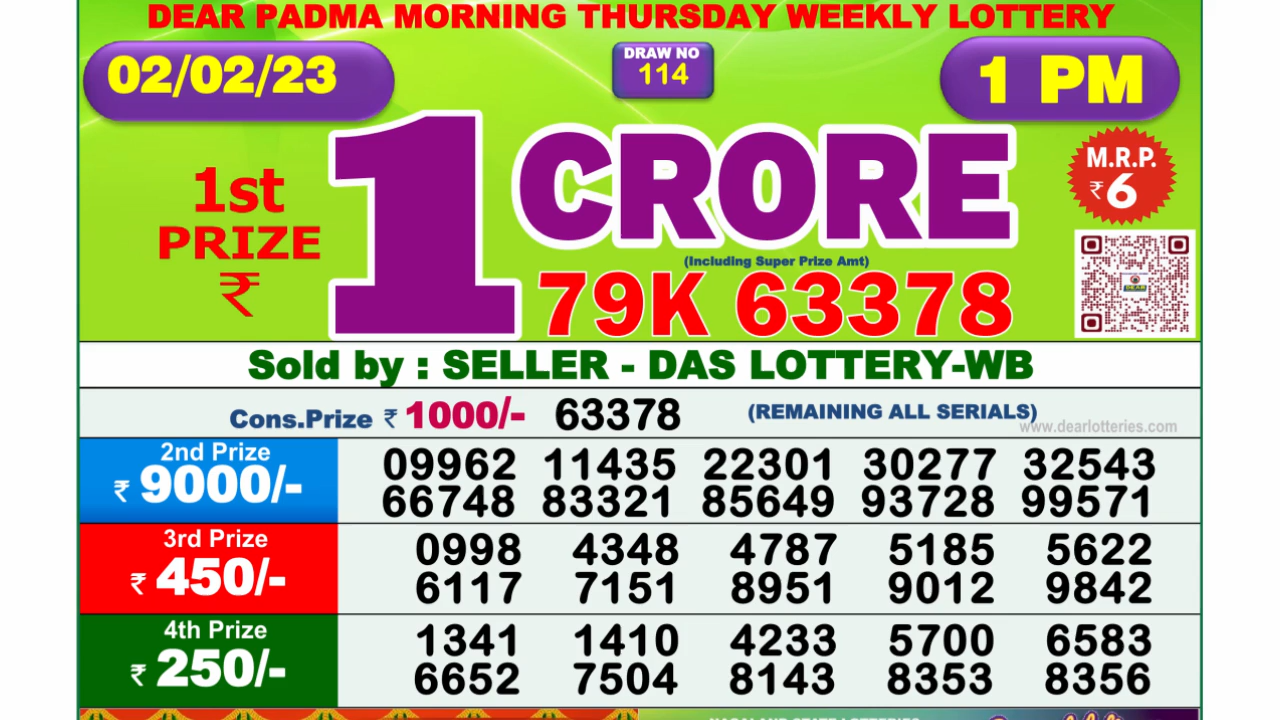 DEAR PADMA MORNING THURSDAY WEEKLY LOTTERY
02/02/23
DRAW NO
114
1 PM
1st
PRIZE
₹
1 CRORE
(Including Super Prize Amt)
79K 63378
M.R.P.
₹ 6
Sold by : SELLER - DAS LOTTERY-WB
Cons.Prize ₹ 1000/- 63378 (REMAINING ALL SERIALS)
www.dearlotteries.com
2nd Prize
₹ 9000/-
09962 11435 22301 30277 32543
66748 83321 85649 93728 99571
3rd Prize
₹ 450/-
0998 4348 4787 5185 5622
6117 7151 8951 9012 9842
4th Prize
₹ 250/-
1341 1410 4233 5700 6583
6652 7504 8143 8353 8356
NAGALAND STATE LOTTERIES